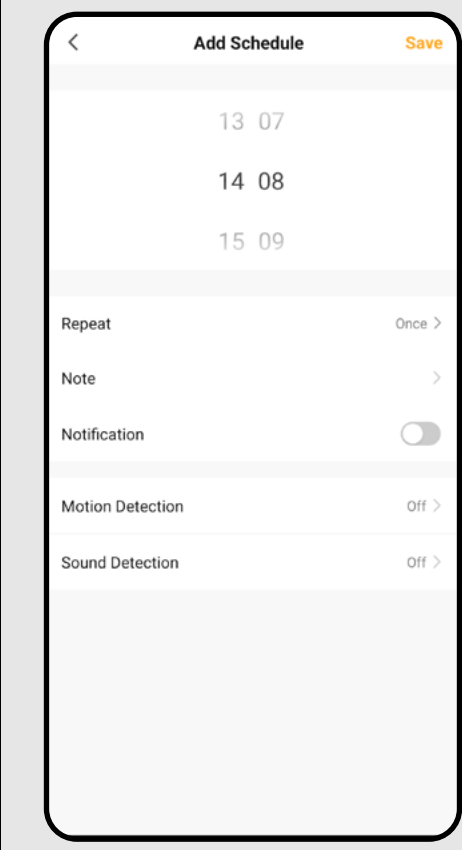 Add Schedule Save
13 07
14 08
15 09
Repeat Once
Note
Notification
Motion Detection Off
Sound Detection Off